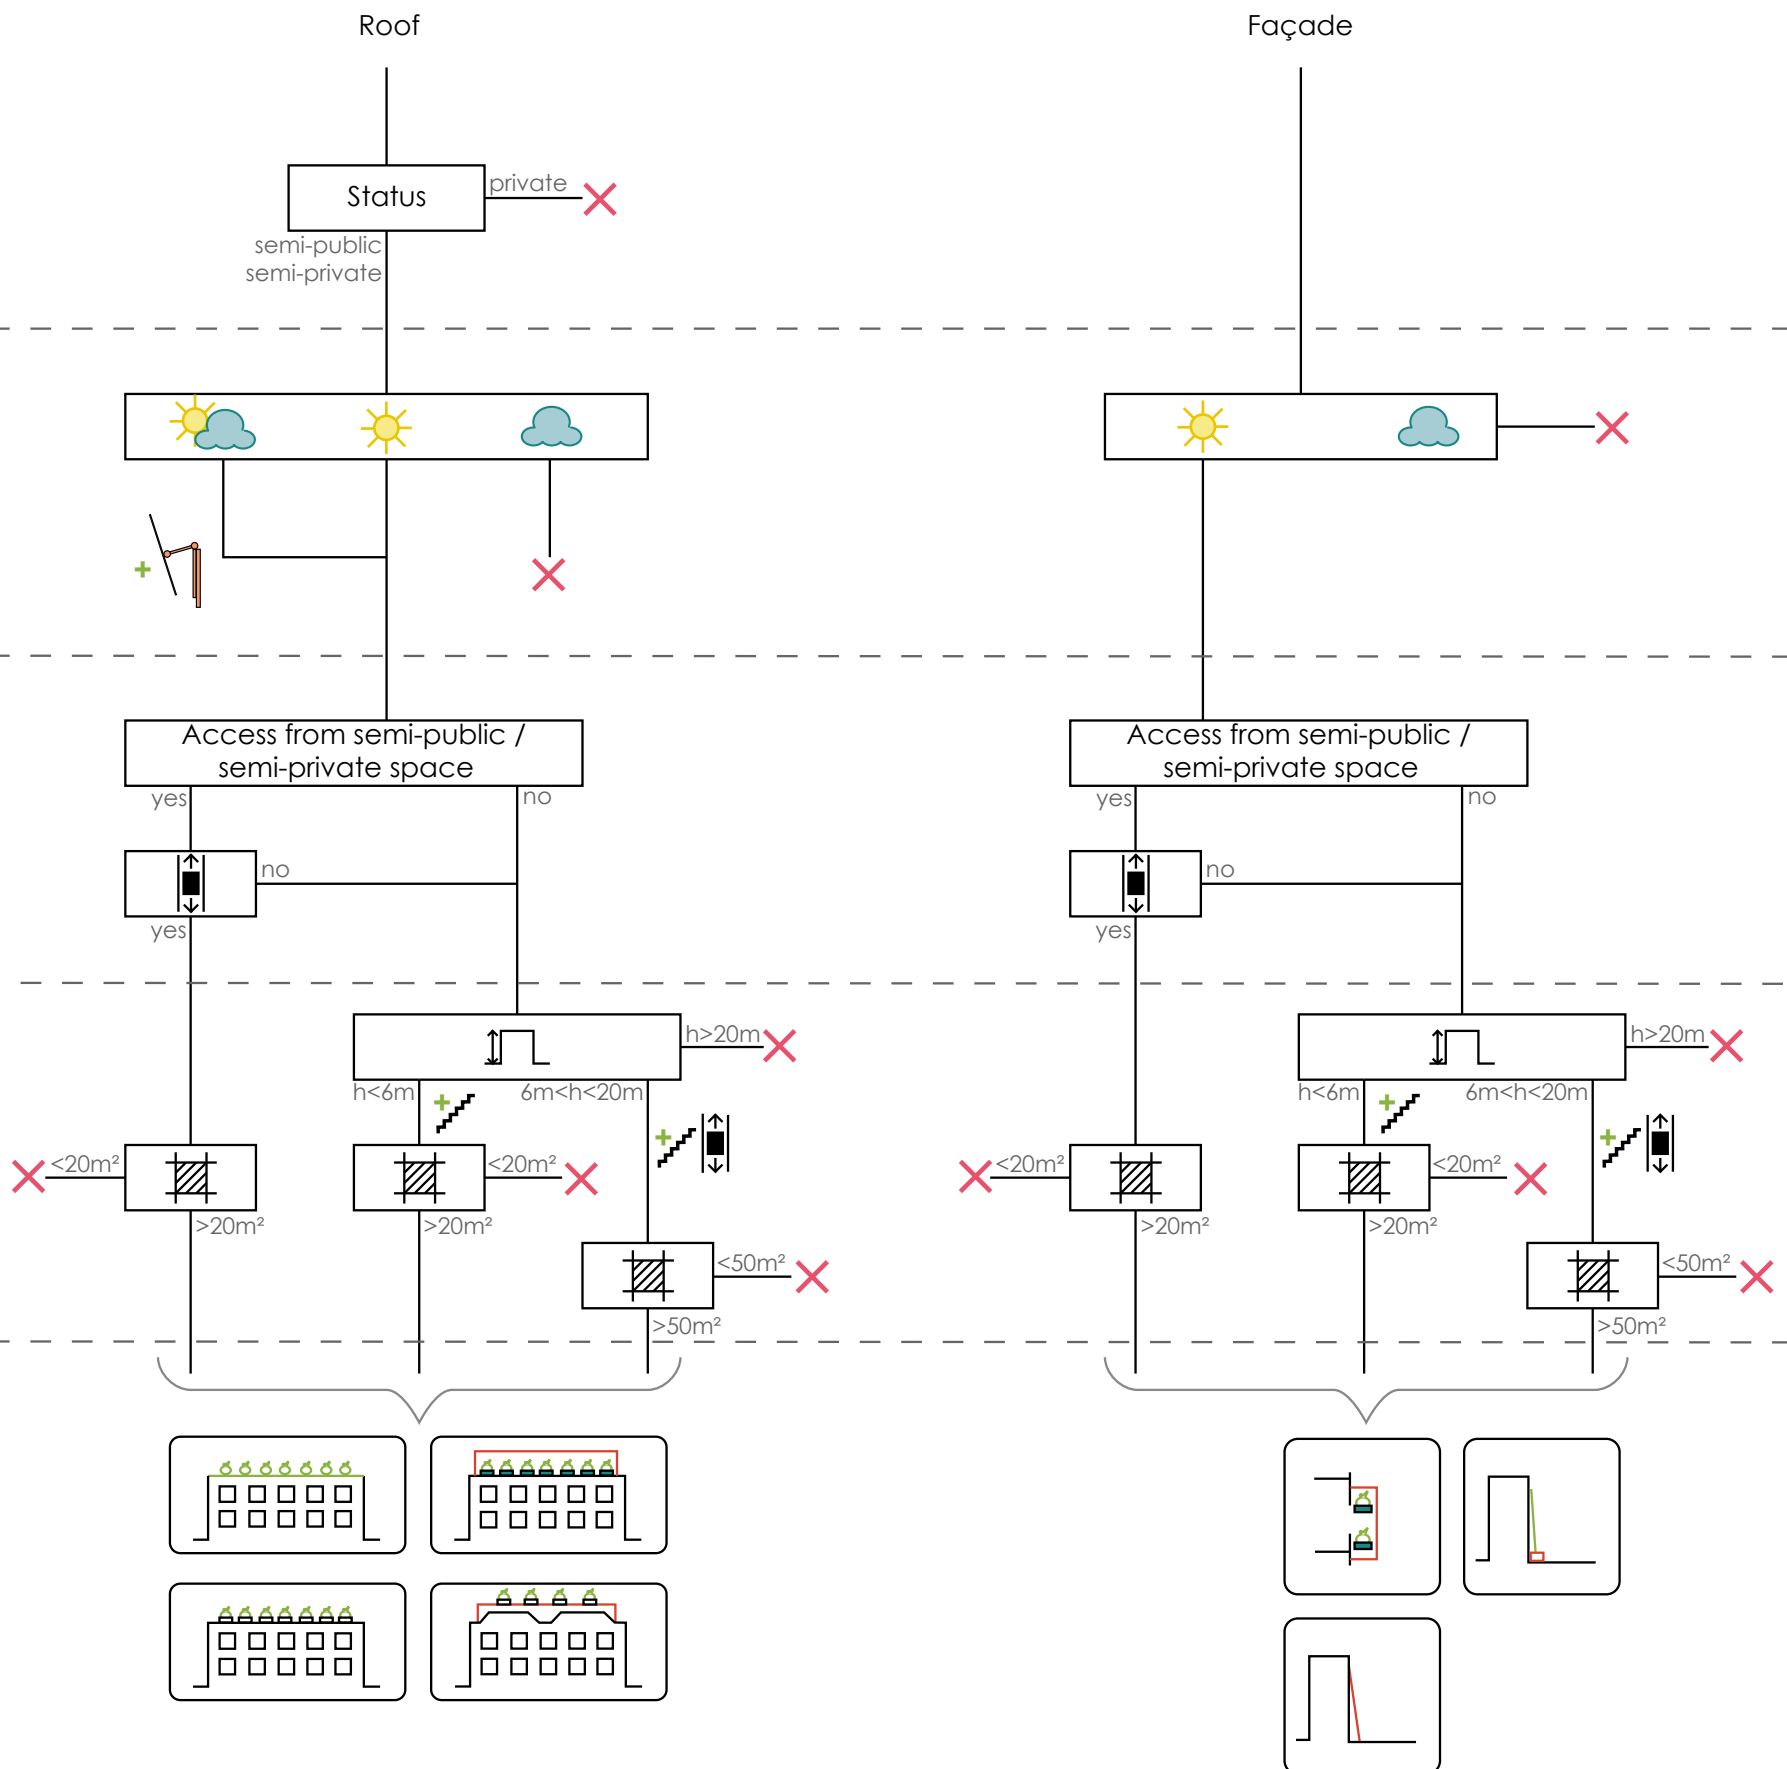 Roof
Façade
Status
private
semi-public
semi-private
Access from semi-public /
semi-private space
Access from semi-public /
semi-private space
yes
no
yes
no
no
no
yes
yes
h>20m
h>20m
h<6m
6m<h<20m
h<6m
6m<h<20m
<20m²
<20m²
<20m²
<20m²
>20m²
>20m²
>20m²
>20m²
<50m²
<50m²
>50m²
>50m²